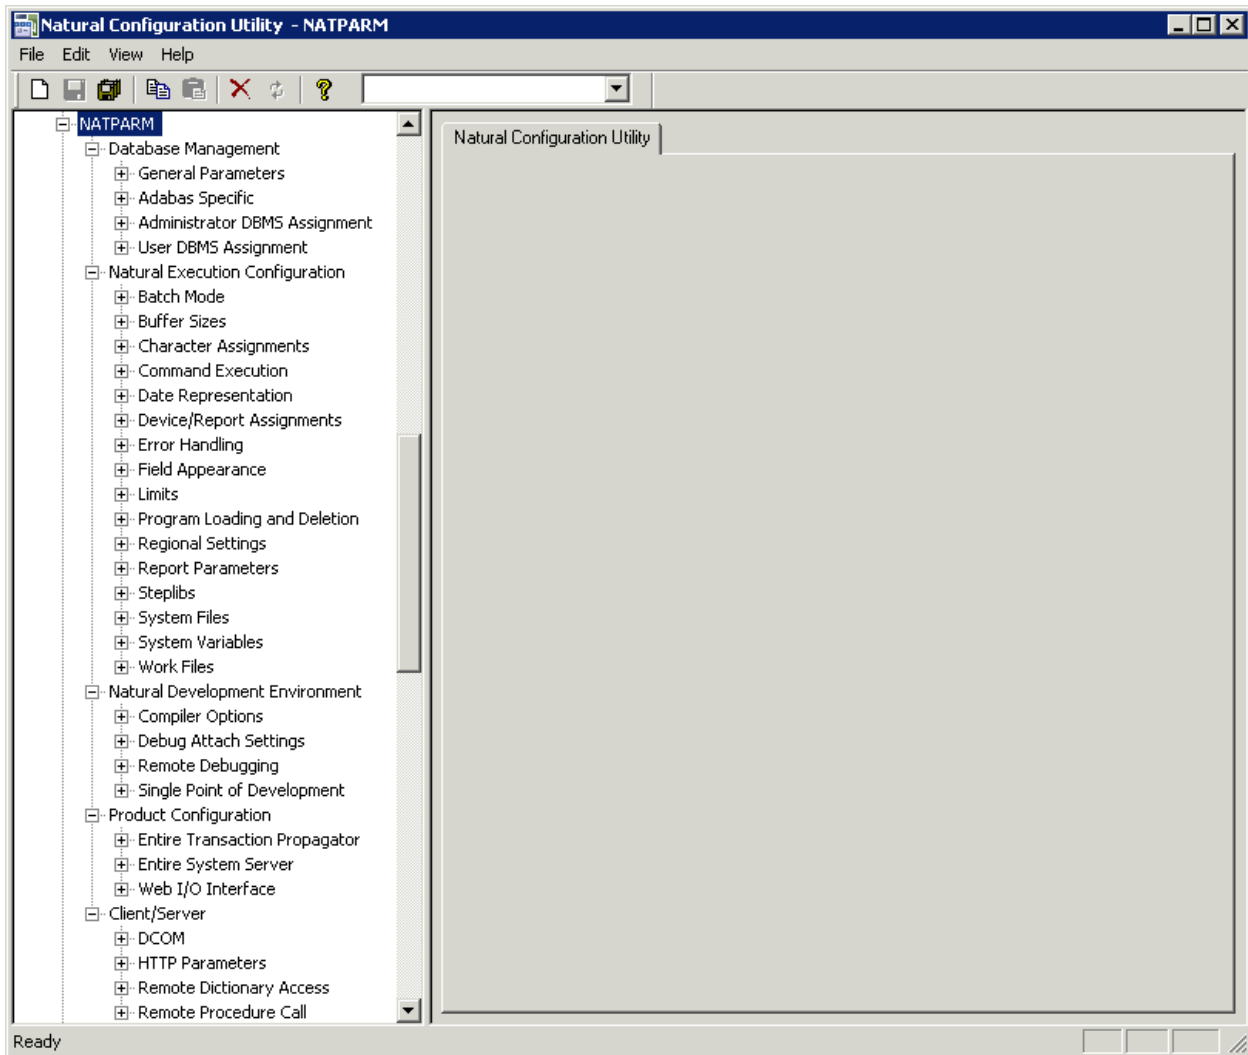 Natural Configuration Utility - NATPARM
File Edit View Help
NATPARM
Database Management
General Parameters
Adabas Specific
Administrator DBMS Assignment
User DBMS Assignment
Natural Execution Configuration
Batch Mode
Buffer Sizes
Character Assignments
Command Execution
Date Representation
Device/Report Assignments
Error Handling
Field Appearance
Limits
Program Loading and Deletion
Regional Settings
Report Parameters
Steplibs
System Files
System Variables
Work Files
Natural Development Environment
Compiler Options
Debug Attach Settings
Remote Debugging
Single Point of Development
Product Configuration
Entire Transaction Propagator
Entire System Server
Web I/O Interface
Client/Server
DCOM
HTTP Parameters
Remote Dictionary Access
Remote Procedure Call
Natural Configuration Utility
Ready